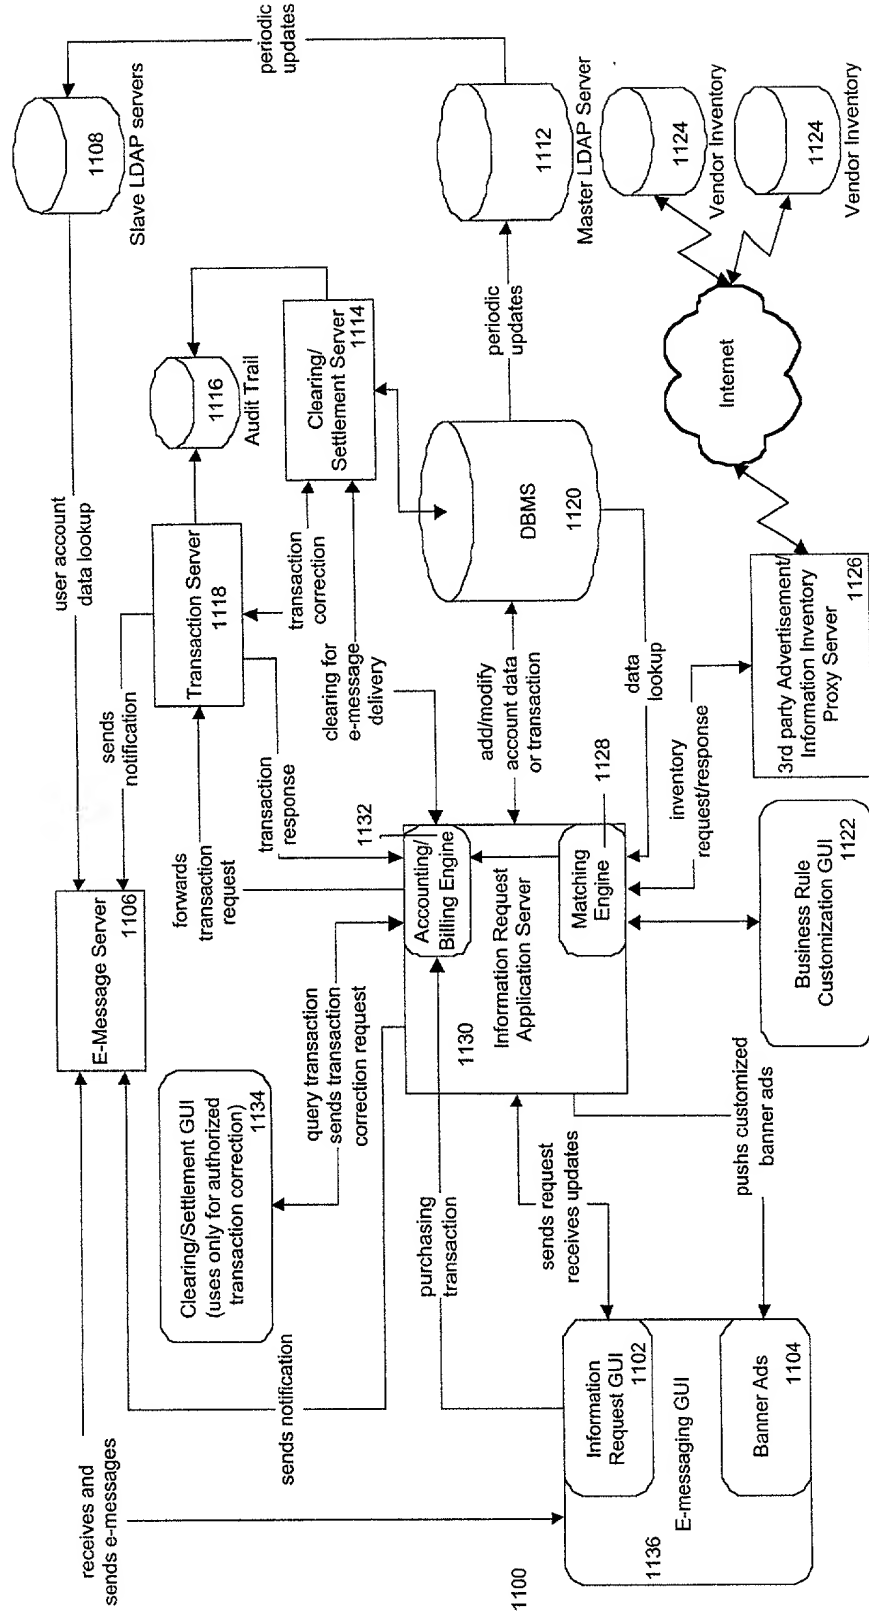 receives and
sends e-messages
E-Message Server
1106
user account
data lookup
Slave LDAP servers
1108
periodic
updates
sends
notification
sends notification
Clearing/Settlement GUI
(uses only for authorized
transaction correction)
1134
query transaction
sends transaction
correction request
forwards
transaction
request
transaction
response
Transaction Server
1118
Audit Trail
1116
transaction
correction
Clearing/
Settlement Server
1114
clearing for
e-message
delivery
purchasing
transaction
1132
Accounting/
Billing Engine
1130
Information Request
Application Server
Matching
Engine
1128
add/modify
account data
or transaction
DBMS
1120
periodic
updates
Master LDAP Server
1112
data
lookup
sends request
receives updates
1100
1136
Information
Request GUI
1102
E-messaging GUI
Banner Ads
1104
pushs customized
banner ads
Business Rule
Customization GUI
1122
inventory
request/response
3rd party Advertisement/
Information Inventory
Proxy Server
1126
Internet
1124
Vendor Inventory
1124
Vendor Inventory